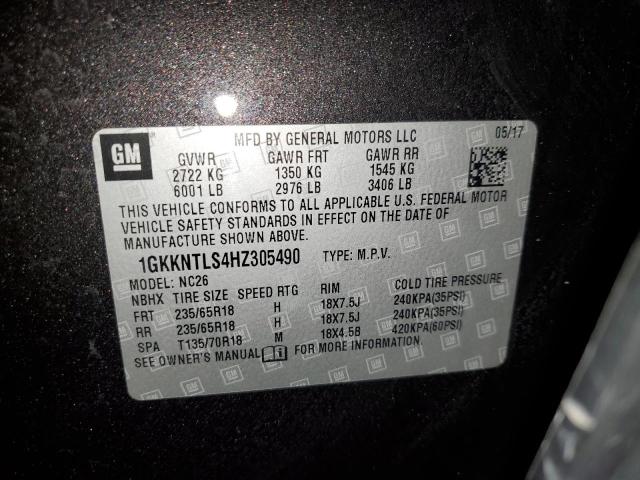 GM
MFD BY GENERAL MOTORS LLC 05/17
GVWR GAWR FRT GAWR RR
2722 KG 1350 KG 1545 KG
6001 LB 2976 LB 3406 LB
THIS VEHICLE CONFORMS TO ALL APPLICABLE U.S. FEDERAL MOTOR
VEHICLE SAFETY STANDARDS IN EFFECT ON THE DATE OF
MANUFACTURE SHOWN ABOVE.
1GKKNTLS4HZ305490 TYPE: M.P.V.
MODEL: NC26
NBHX TIRE SIZE SPEED RTG RIM COLD TIRE PRESSURE
FRT 235/65R18 H 18X7.5J 240KPA(35PSI)
RR 235/65R18 H 18X7.5J 240KPA(35PSI)
SPA T135/70R18 M 18X4.5B 420KPA(60PSI)
SEE OWNER'S MANUAL FOR MORE INFORMATION.